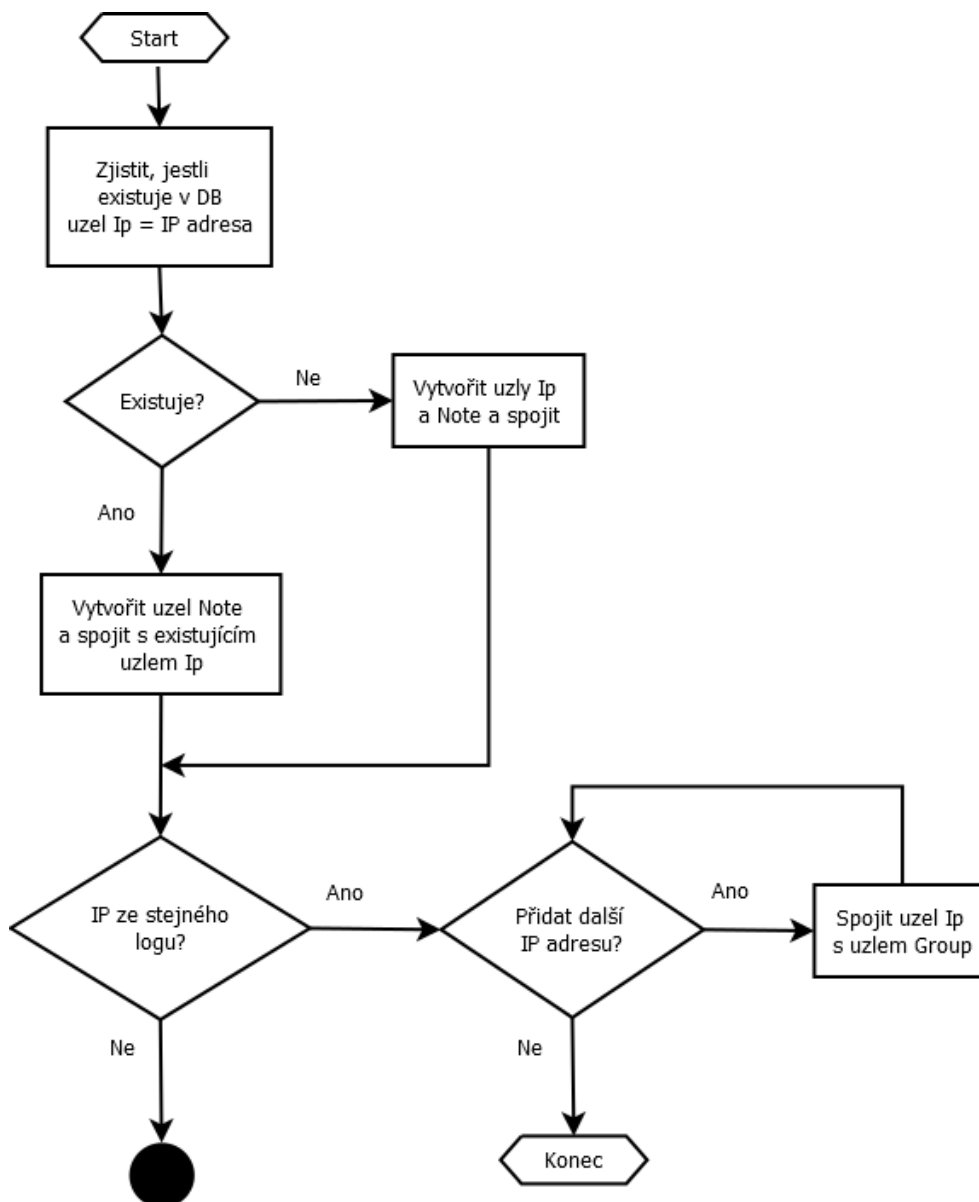 Start
Zjistit, jestli
existuje v DB
uzel Ip = IP adresa
Existuje?
Ne
Vytvořit uzly Ip
a Note a spojit
Ano
Vytvořit uzel Note
a spojit s existujícím
uzlem Ip
IP ze stejného
logu?
Ano
Přidat další
IP adresu?
Ano
Spojit uzel Ip
s uzlem Group
Ne
Ne
Konec